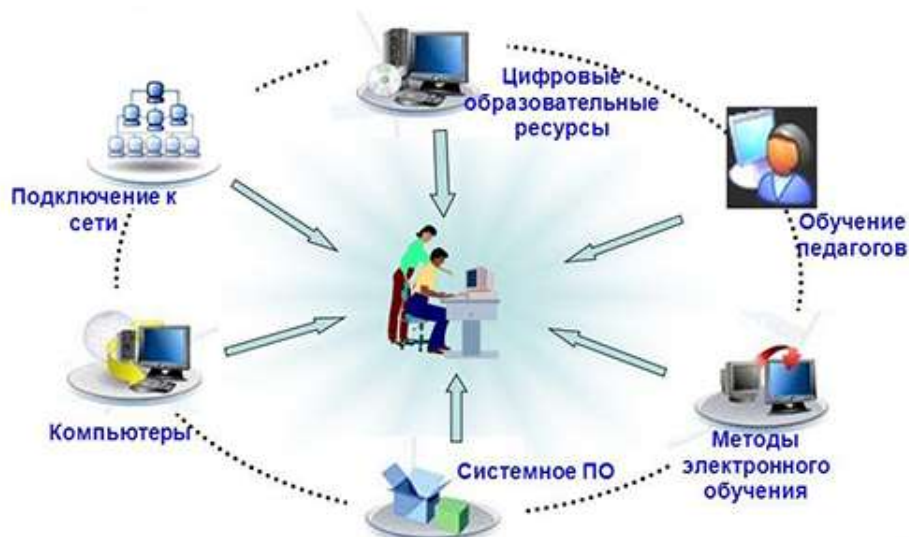 Цифровые
образовательные
ресурсы
Подключение к
сети
Обучение
педагогов
Компьютеры
Системное ПО
Методы
электронного
обучения